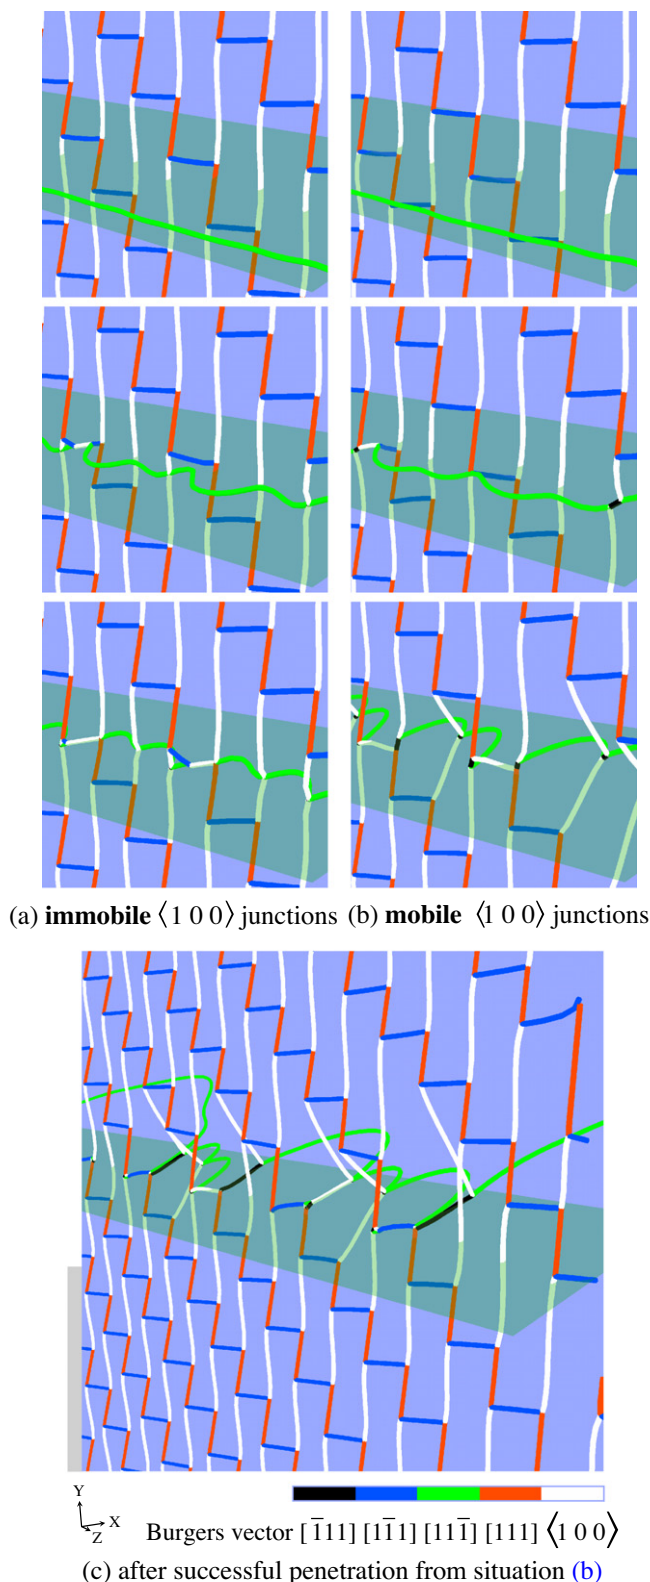 (a) immobile ⟨1 0 0⟩ junctions (b) mobile ⟨1 0 0⟩ junctions
Y
X
Z
Burgers vector [1̅11] [11̅1] [111̅] [111] ⟨1 0 0⟩
(c) after successful penetration from situation (b)